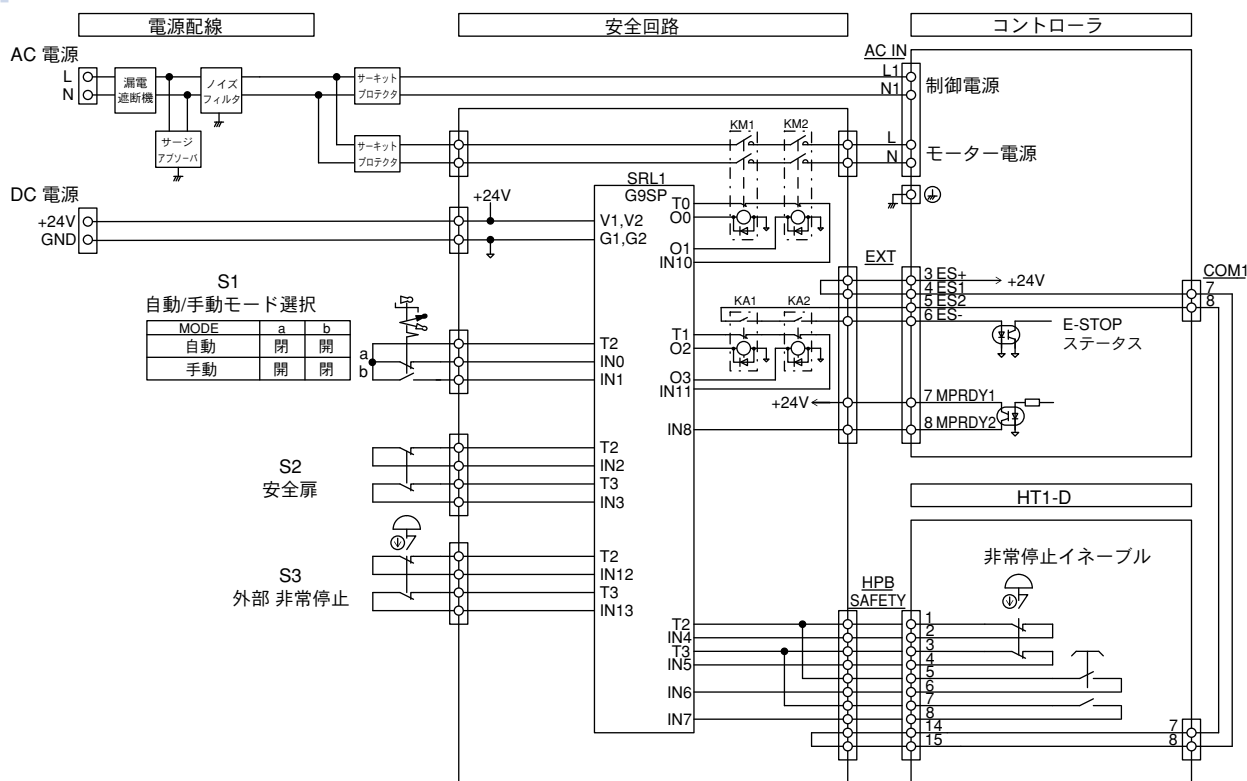 電源配線
安全回路
コントローラ
AC 電源
L
N
漏電
遮断機
ノイズ
フィルタ
サージ
アブソーバ
サーキット
プロテクタ
サーキット
プロテクタ
AC IN
L1
N1
制御電源
L
N
モーター電源
KM1
KM2
DC 電源
+24V
GND
+24V
SRL1
G9SP
V1,V2
G1,G2
T0
O0
O1
IN10
S1
自動/手動モード選択
MODE a b
自動 閉 開
手動 開 閉
a
b
T2
IN0
IN1
KA1
KA2
T1
O2
O3
IN11
+24V
IN8
EXT
3 ES+
4 ES1
5 ES2
6 ES-
+24V
E-STOP
ステータス
7 MPRDY1
8 MPRDY2
COM1
7
8
S2
安全扉
T2
IN2
T3
IN3
S3
外部 非常停止
T2
IN12
T3
IN13
HT1-D
非常停止イネーブル
HPB
SAFETY
T2
IN4
T3
IN5
IN6
IN7
1
2
3
4
5
6
7
8
14
15
7
8